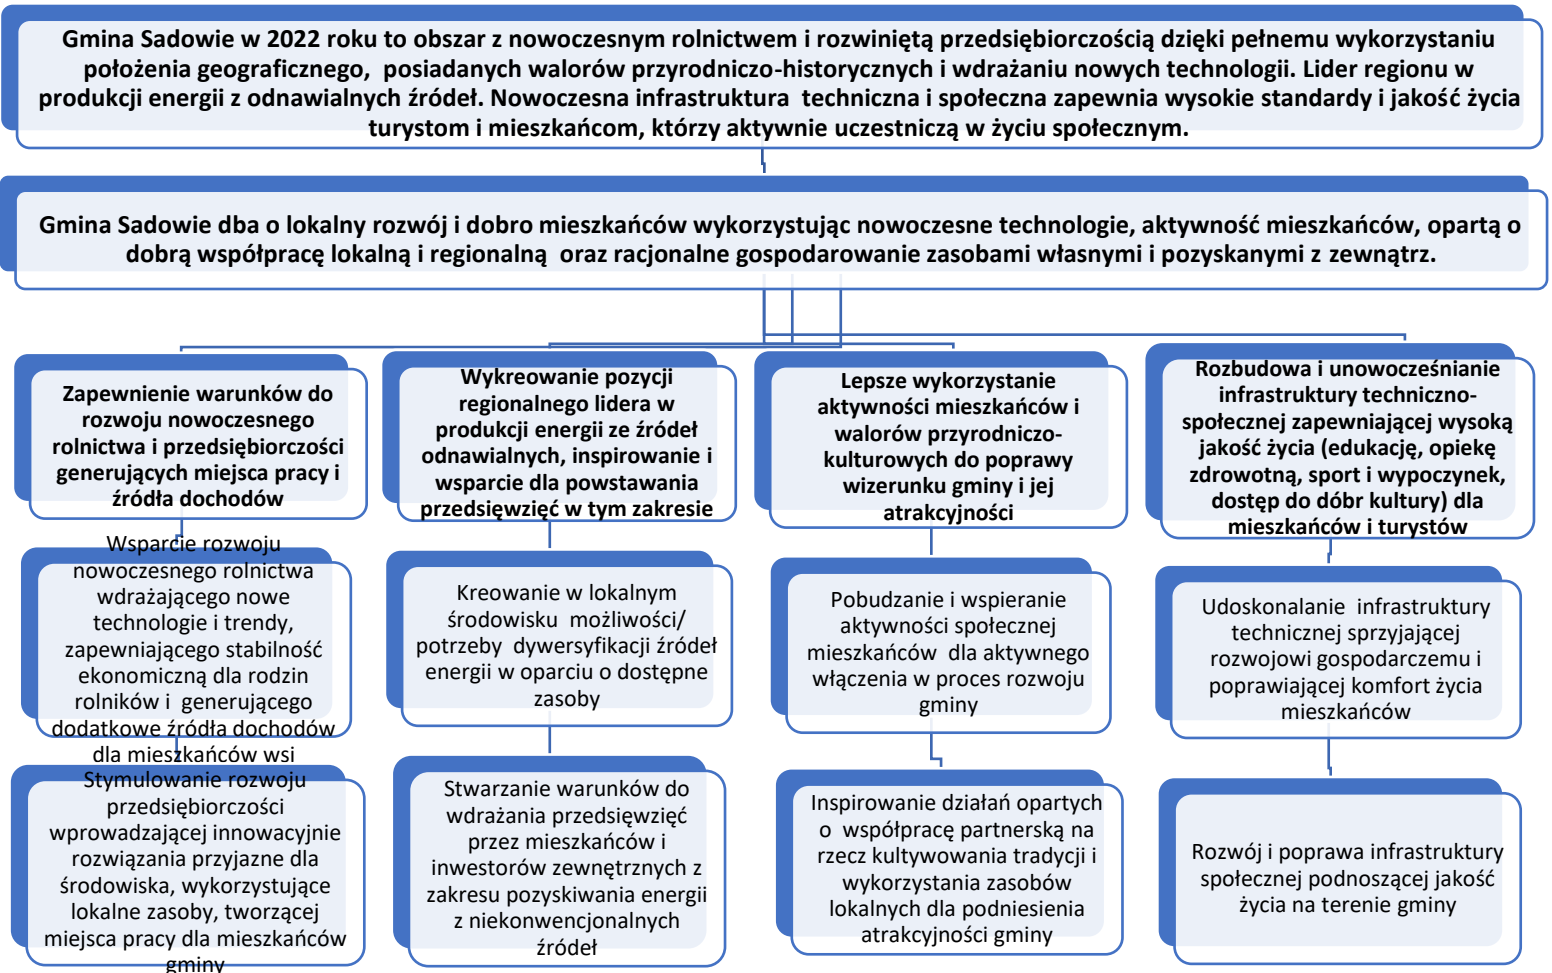 Gmina Sadowie w 2022 roku to obszar z nowoczesnym rolnictwem i rozwiniętą przedsiębiorczością dzięki pełnemu wykorzystaniu
położenia geograficznego, posiadanych walorów przyrodniczo-historycznych i wdrażaniu nowych technologii. Lider regionu w
produkcji energii z odnawialnych źródeł. Nowoczesna infrastruktura techniczna i społeczna zapewnia wysokie standardy i jakość życia
turystom i mieszkańcom, którzy aktywnie uczestniczą w życiu społecznym.
Gmina Sadowie dba o lokalny rozwój i dobro mieszkańców wykorzystując nowoczesne technologie, aktywność mieszkańców, opartą o
dobrą współpracę lokalną i regionalną oraz racjonalne gospodarowanie zasobami własnymi i pozyskanymi z zewnątrz.
Zapewnienie warunków do
rozwoju nowoczesnego
rolnictwa i przedsiębiorczości
generujących miejsca pracy i
źródła dochodów
Wsparcie rozwoju
nowoczesnego rolnictwa
wdrażającego nowe
technologie i trendy,
zapewniającego stabilność
ekonomiczną dla rodzin
rolników i generującego
dodatkowe źródła dochodów
dla mieszkańców wsi
Stymulowanie rozwoju
przedsiębiorczości
wprowadzającej innowacyjnie
rozwiązania przyjazne dla
środowiska, wykorzystujące
lokalne zasoby, tworzącej
miejsca pracy dla mieszkańców
gminy
Wykreowanie pozycji
regionalnego lidera w
produkcji energii ze źródeł
odnawialnych, inspirowanie i
wsparcie dla powstawania
przedsięwzięć w tym zakresie
Kreowanie w lokalnym
środowisku możliwości/
potrzeby dywersyfikacji źródeł
energii w oparciu o dostępne
zasoby
Stwarzanie warunków do
wdrażania przedsięwzięć
przez mieszkańców i
inwestorów zewnętrznych z
zakresu pozyskiwania energii
z niekonwencjonalnych
źródeł
Lepsze wykorzystanie
aktywności mieszkańców i
walorów przyrodniczo-
kulturowych do poprawy
wizerunku gminy i jej
atrakcyjności
Pobudzanie i wspieranie
aktywności społecznej
mieszkańców dla aktywnego
włączenia w proces rozwoju
gminy
Inspirowanie działań opartych
o współpracę partnerską na
rzecz kultywowania tradycji i
wykorzystania zasobów
lokalnych dla podniesienia
atrakcyjności gminy
Rozbudowa i unowocześnianie
infrastruktury techniczno-
społecznej zapewniającej wysoką
jakość życia (edukację, opiekę
zdrowotną, sport i wypoczynek,
dostęp do dóbr kultury) dla
mieszkańców i turystów
Udoskonalanie infrastruktury
technicznej sprzyjającej
rozwojowi gospodarczemu i
poprawiającej komfort życia
mieszkańców
Rozwój i poprawa infrastruktury
społecznej podnoszącej jakość
życia na terenie gminy